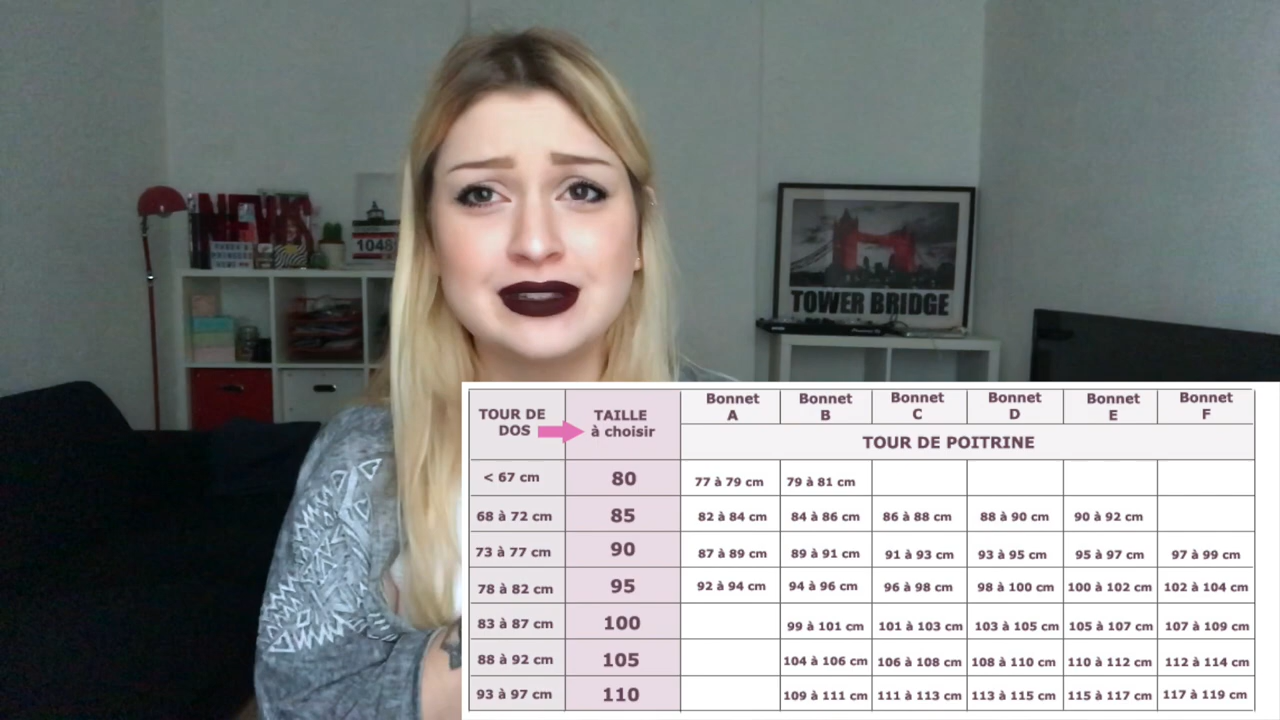 NEWS
1048
TOWER BRIDGE
TOUR DE DOS
TAILLE à choisir
Bonnet A
Bonnet B
Bonnet C
Bonnet D
Bonnet E
Bonnet F
TOUR DE POITRINE
< 67 cm 80 77 à 79 cm 79 à 81 cm
68 à 72 cm 85 82 à 84 cm 84 à 86 cm 86 à 88 cm 88 à 90 cm 90 à 92 cm
73 à 77 cm 90 87 à 89 cm 89 à 91 cm 91 à 93 cm 93 à 95 cm 95 à 97 cm 97 à 99 cm
78 à 82 cm 95 92 à 94 cm 94 à 96 cm 96 à 98 cm 98 à 100 cm 100 à 102 cm 102 à 104 cm
83 à 87 cm 100 99 à 101 cm 101 à 103 cm 103 à 105 cm 105 à 107 cm 107 à 109 cm
88 à 92 cm 105 104 à 106 cm 106 à 108 cm 108 à 110 cm 110 à 112 cm 112 à 114 cm
93 à 97 cm 110 109 à 111 cm 111 à 113 cm 113 à 115 cm 115 à 117 cm 117 à 119 cm